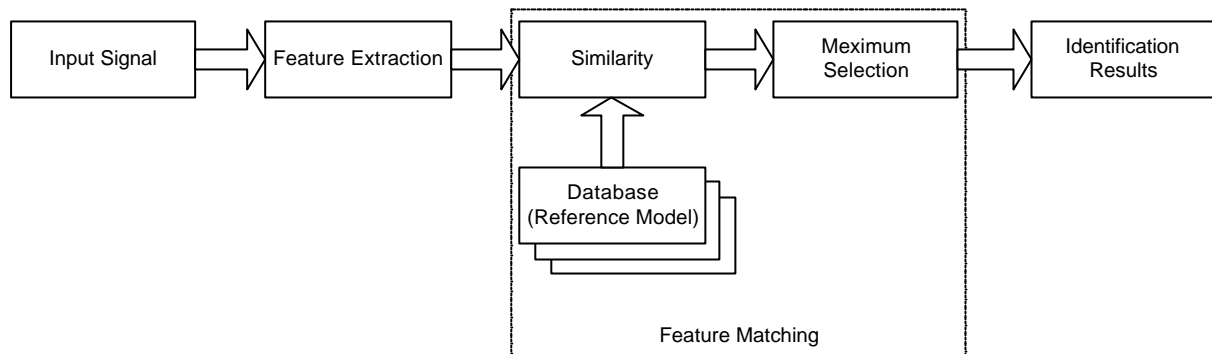 Input Signal
Feature Extraction
Similarity
Meximum
Selection
Identification
Results
Database
(Reference Model)
Feature Matching